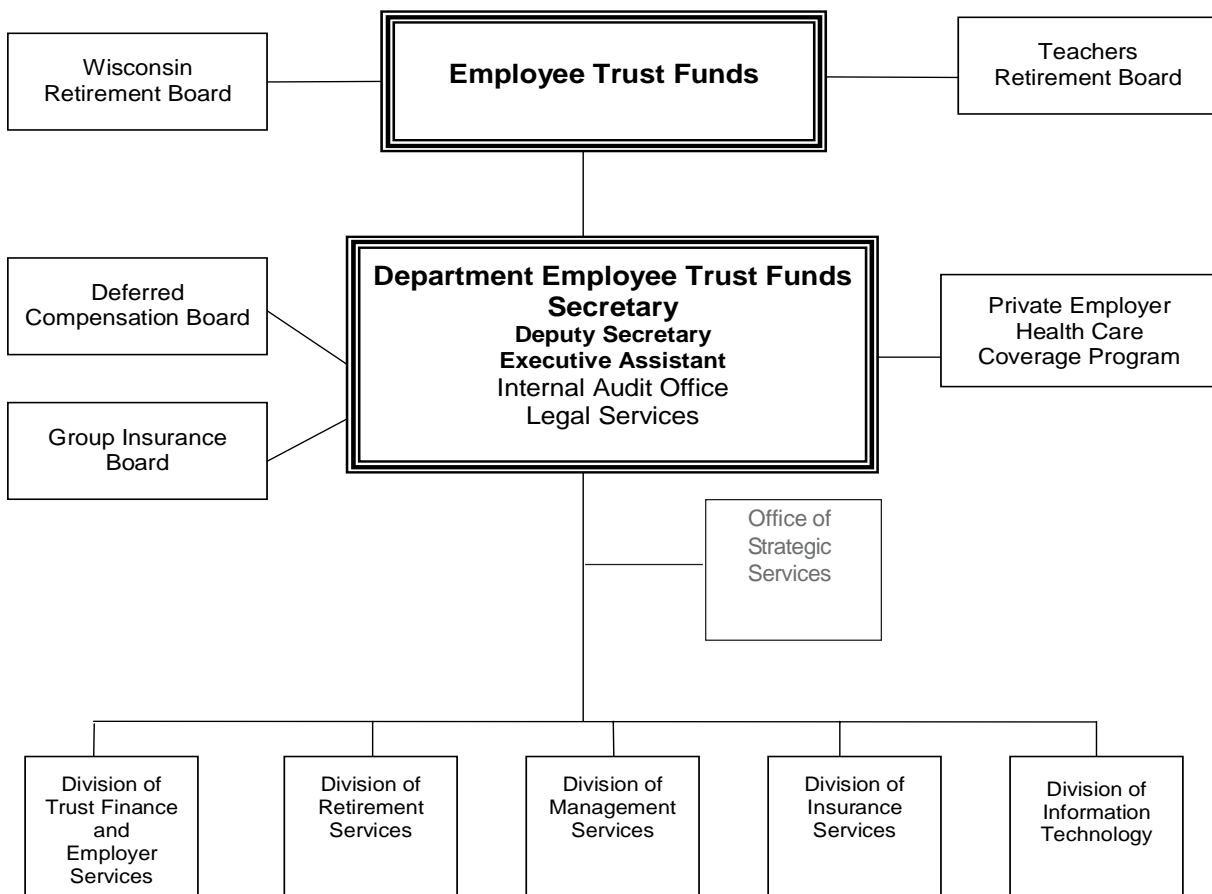 Wisconsin
Retirement Board
Employee Trust Funds
Teachers
Retirement Board
Deferred
Compensation Board
Department Employee Trust Funds
Secretary
Deputy Secretary
Executive Assistant
Internal Audit Office
Legal Services
Private Employer
Health Care
Coverage Program
Group Insurance
Board
Office of
Strategic
Services
Division of
Trust Finance
and
Employer
Services
Division of
Retirement
Services
Division of
Management
Services
Division of
Insurance
Services
Division of
Information
Technology